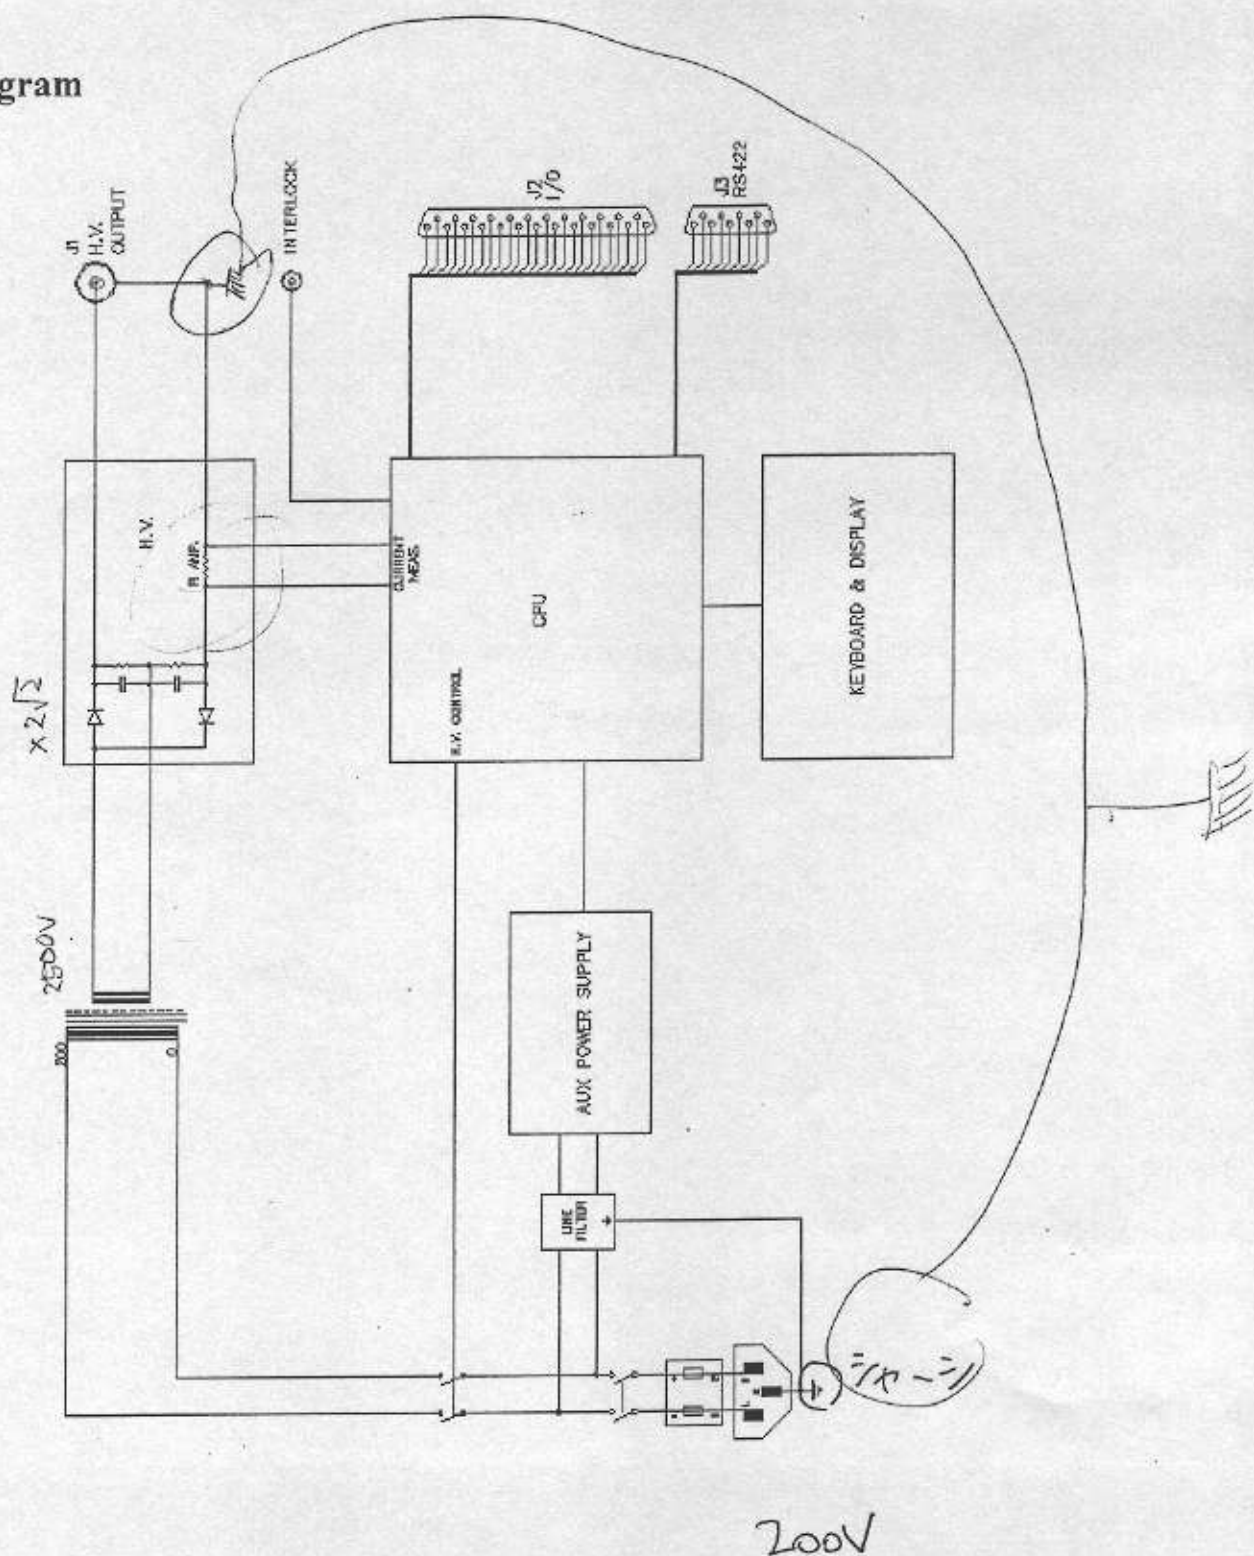 gram
J1
H.V.
OUTPUT
INTERLOCK
J2
I/O
J3
RS422
H.V.
R AMP.
×2√2
CURRENT
MEAS.
CPU
H.V. CONTROL
KEYBOARD & DISPLAY
2500V
200
0
AUX POWER SUPPLY
LINE
FILTER
L
シャーシ
200V